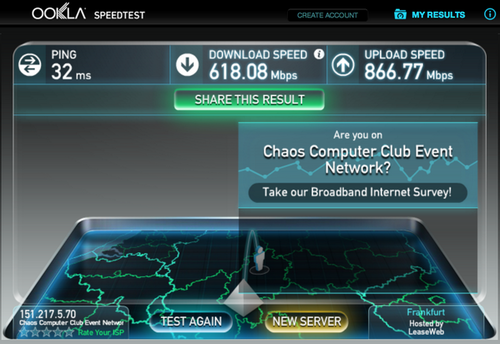 OOKLA SPEEDTEST
CREATE ACCOUNT
MY RESULTS
PING
32 ms
DOWNLOAD SPEED
618.08 Mbps
UPLOAD SPEED
866.77 Mbps
SHARE THIS RESULT
Are you on
Chaos Computer Club Event
Network?
Take our Broadband Internet Survey!
151.217.5.70
Chaos Computer Club Event Networ
Rate Your ISP
TEST AGAIN
NEW SERVER
Frankfurt
Hosted by
LeaseWeb